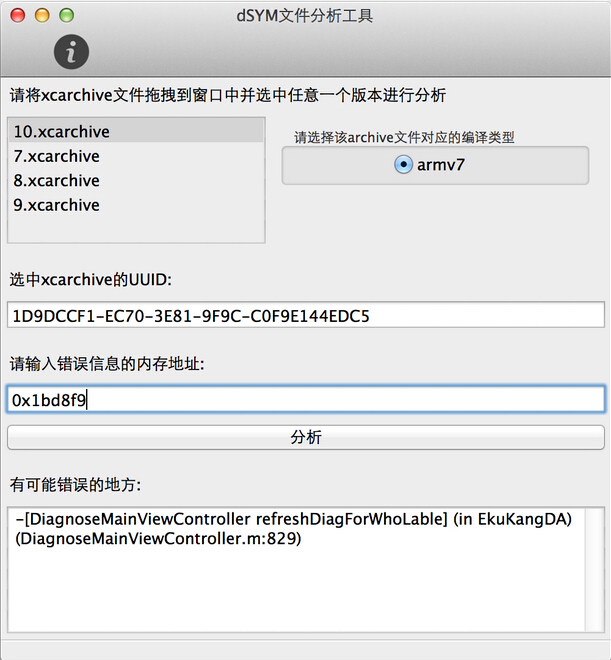 dSYM文件分析工具
请将xcarchive文件拖拽到窗口中并选中任意一个版本进行分析
10.xcarchive
7.xcarchive
8.xcarchive
9.xcarchive
请选择该archive文件对应的编译类型
armv7
选中xcarchive的UUID:
1D9DCCF1-EC70-3E81-9F9C-C0F9E144EDC5
请输入错误信息的内存地址:
0x1bd8f9
分析
有可能错误的地方:
-[DiagnoseMainViewController refreshDiagForWhoLable] (in EkuKangDA)
(DiagnoseMainViewController.m:829)